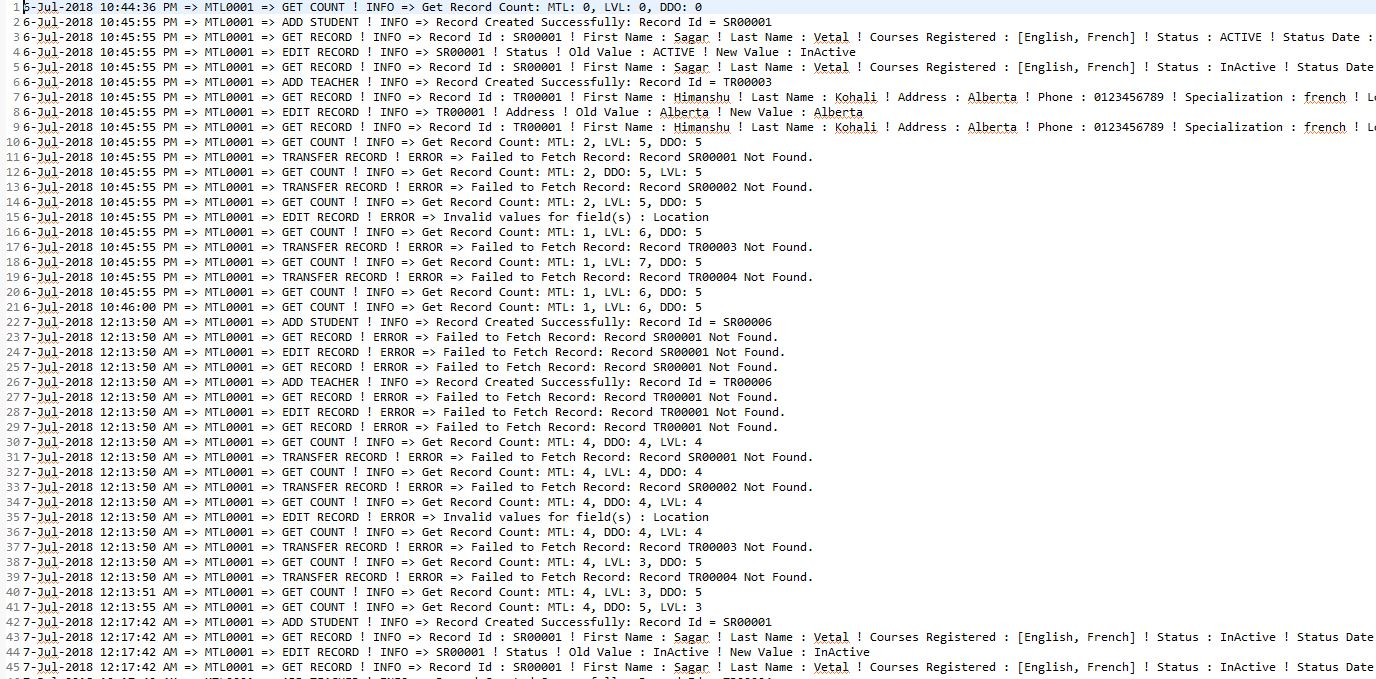 1 6-Jul-2018 10:44:36 PM => MTL0001 => GET COUNT ! INFO => Get Record Count: MTL: 0, LVL: 0, DDO: 0
2 6-Jul-2018 10:45:55 PM => MTL0001 => ADD STUDENT ! INFO => Record Created Successfully: Record Id = SR00001
3 6-Jul-2018 10:45:55 PM => MTL0001 => GET RECORD ! INFO => Record Id : SR00001 ! First Name : Sagar ! Last Name : Vetal ! Courses Registered : [English, French] ! Status : ACTIVE ! Status Date :
4 6-Jul-2018 10:45:55 PM => MTL0001 => EDIT RECORD ! INFO => SR00001 ! Status ! Old Value : ACTIVE ! New Value : InActive
5 6-Jul-2018 10:45:55 PM => MTL0001 => GET RECORD ! INFO => Record Id : SR00001 ! First Name : Sagar ! Last Name : Vetal ! Courses Registered : [English, French] ! Status : InActive ! Status Date
6 6-Jul-2018 10:45:55 PM => MTL0001 => ADD TEACHER ! INFO => Record Created Successfully: Record Id = TR00003
7 6-Jul-2018 10:45:55 PM => MTL0001 => GET RECORD ! INFO => Record Id : TR00001 ! First Name : Himanshu ! Last Name : Kohali ! Address : Alberta ! Phone : 0123456789 ! Specialization : french ! Lo
8 6-Jul-2018 10:45:55 PM => MTL0001 => EDIT RECORD ! INFO => TR00001 ! Address ! Old Value : Alberta ! New Value : Alberta
9 6-Jul-2018 10:45:55 PM => MTL0001 => GET RECORD ! INFO => Record Id : TR00001 ! First Name : Himanshu ! Last Name : Kohali ! Address : Alberta ! Phone : 0123456789 ! Specialization : french ! Lo
10 6-Jul-2018 10:45:55 PM => MTL0001 => GET COUNT ! INFO => Get Record Count: MTL: 2, LVL: 5, DDO: 5
11 6-Jul-2018 10:45:55 PM => MTL0001 => TRANSFER RECORD ! ERROR => Failed to Fetch Record: Record SR00001 Not Found.
12 6-Jul-2018 10:45:55 PM => MTL0001 => GET COUNT ! INFO => Get Record Count: MTL: 2, DDO: 5, LVL: 5
13 6-Jul-2018 10:45:55 PM => MTL0001 => TRANSFER RECORD ! ERROR => Failed to Fetch Record: Record SR00002 Not Found.
14 6-Jul-2018 10:45:55 PM => MTL0001 => GET COUNT ! INFO => Get Record Count: MTL: 2, LVL: 5, DDO: 5
15 6-Jul-2018 10:45:55 PM => MTL0001 => EDIT RECORD ! ERROR => Invalid values for field(s) : Location
16 6-Jul-2018 10:45:55 PM => MTL0001 => GET COUNT ! INFO => Get Record Count: MTL: 1, LVL: 6, DDO: 5
17 6-Jul-2018 10:45:55 PM => MTL0001 => TRANSFER RECORD ! ERROR => Failed to Fetch Record: Record TR00003 Not Found.
18 6-Jul-2018 10:45:55 PM => MTL0001 => GET COUNT ! INFO => Get Record Count: MTL: 1, LVL: 7, DDO: 5
19 6-Jul-2018 10:45:55 PM => MTL0001 => TRANSFER RECORD ! ERROR => Failed to Fetch Record: Record TR00004 Not Found.
20 6-Jul-2018 10:45:55 PM => MTL0001 => GET COUNT ! INFO => Get Record Count: MTL: 1, LVL: 6, DDO: 5
21 6-Jul-2018 10:46:00 PM => MTL0001 => GET COUNT ! INFO => Get Record Count: MTL: 1, LVL: 6, DDO: 5
22 7-Jul-2018 12:13:50 AM => MTL0001 => ADD STUDENT ! INFO => Record Created Successfully: Record Id = SR00006
23 7-Jul-2018 12:13:50 AM => MTL0001 => GET RECORD ! ERROR => Failed to Fetch Record: Record SR00001 Not Found.
24 7-Jul-2018 12:13:50 AM => MTL0001 => EDIT RECORD ! ERROR => Failed to Fetch Record: Record SR00001 Not Found.
25 7-Jul-2018 12:13:50 AM => MTL0001 => GET RECORD ! ERROR => Failed to Fetch Record: Record SR00001 Not Found.
26 7-Jul-2018 12:13:50 AM => MTL0001 => ADD TEACHER ! INFO => Record Created Successfully: Record Id = TR00006
27 7-Jul-2018 12:13:50 AM => MTL0001 => GET RECORD ! ERROR => Failed to Fetch Record: Record TR00001 Not Found.
28 7-Jul-2018 12:13:50 AM => MTL0001 => EDIT RECORD ! ERROR => Failed to Fetch Record: Record TR00001 Not Found.
29 7-Jul-2018 12:13:50 AM => MTL0001 => GET RECORD ! ERROR => Failed to Fetch Record: Record TR00001 Not Found.
30 7-Jul-2018 12:13:50 AM => MTL0001 => GET COUNT ! INFO => Get Record Count: MTL: 4, DDO: 4, LVL: 4
31 7-Jul-2018 12:13:50 AM => MTL0001 => TRANSFER RECORD ! ERROR => Failed to Fetch Record: Record SR00001 Not Found.
32 7-Jul-2018 12:13:50 AM => MTL0001 => GET COUNT ! INFO => Get Record Count: MTL: 4, LVL: 4, DDO: 4
33 7-Jul-2018 12:13:50 AM => MTL0001 => TRANSFER RECORD ! ERROR => Failed to Fetch Record: Record SR00002 Not Found.
34 7-Jul-2018 12:13:50 AM => MTL0001 => GET COUNT ! INFO => Get Record Count: MTL: 4, DDO: 4, LVL: 4
35 7-Jul-2018 12:13:50 AM => MTL0001 => EDIT RECORD ! ERROR => Invalid values for field(s) : Location
36 7-Jul-2018 12:13:50 AM => MTL0001 => GET COUNT ! INFO => Get Record Count: MTL: 4, DDO: 4, LVL: 4
37 7-Jul-2018 12:13:50 AM => MTL0001 => TRANSFER RECORD ! ERROR => Failed to Fetch Record: Record TR00003 Not Found.
38 7-Jul-2018 12:13:50 AM => MTL0001 => GET COUNT ! INFO => Get Record Count: MTL: 4, LVL: 3, DDO: 5
39 7-Jul-2018 12:13:50 AM => MTL0001 => TRANSFER RECORD ! ERROR => Failed to Fetch Record: Record TR00004 Not Found.
40 7-Jul-2018 12:13:51 AM => MTL0001 => GET COUNT ! INFO => Get Record Count: MTL: 4, LVL: 3, DDO: 5
41 7-Jul-2018 12:13:55 AM => MTL0001 => GET COUNT ! INFO => Get Record Count: MTL: 4, DDO: 5, LVL: 3
42 7-Jul-2018 12:17:42 AM => MTL0001 => ADD STUDENT ! INFO => Record Created Successfully: Record Id = SR00001
43 7-Jul-2018 12:17:42 AM => MTL0001 => GET RECORD ! INFO => Record Id : SR00001 ! First Name : Sagar ! Last Name : Vetal ! Courses Registered : [English, French] ! Status : InActive ! Status Date
44 7-Jul-2018 12:17:42 AM => MTL0001 => EDIT RECORD ! INFO => SR00001 ! Status ! Old Value : InActive ! New Value : InActive
45 7-Jul-2018 12:17:42 AM => MTL0001 => GET RECORD ! INFO => Record Id : SR00001 ! First Name : Sagar ! Last Name : Vetal ! Courses Registered : [English, French] ! Status : InActive ! Status Date